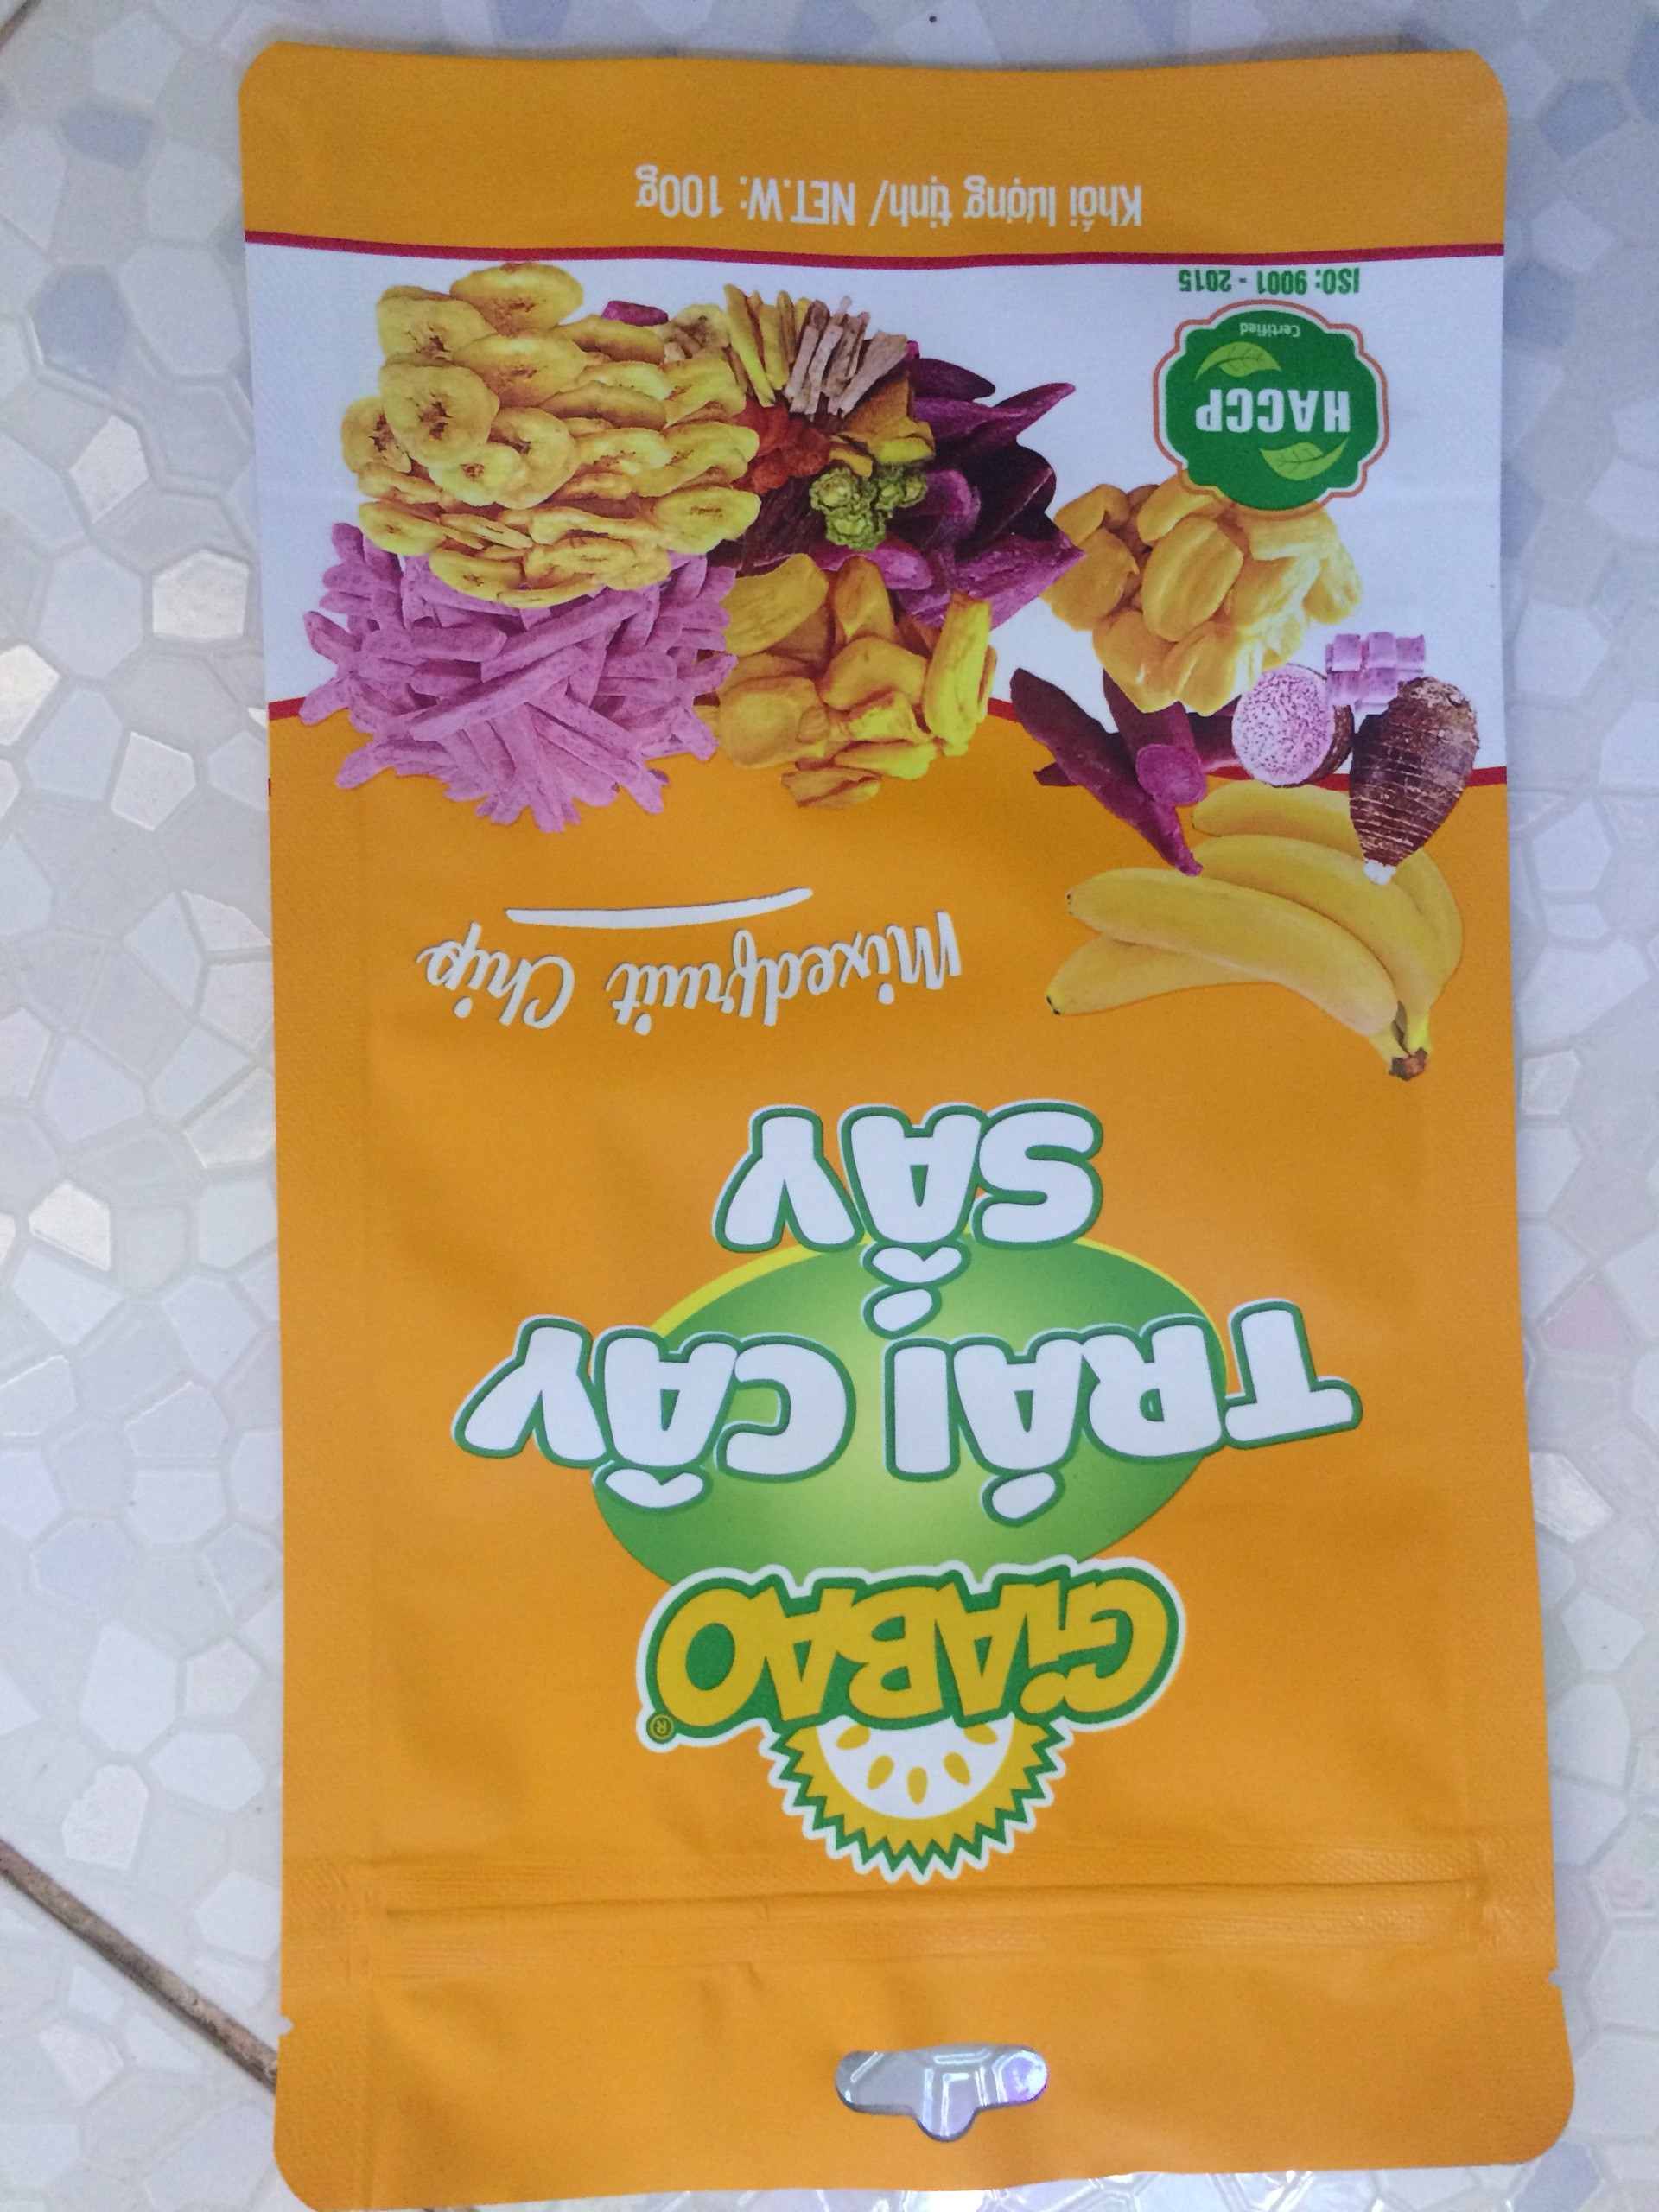 GiABAO®
TRÁI CÂY
SẤY
Mixedfruit Chip
HACCP
Certified
ISO: 9001 - 2015
Khối lượng tịnh/ NET.W: 100g